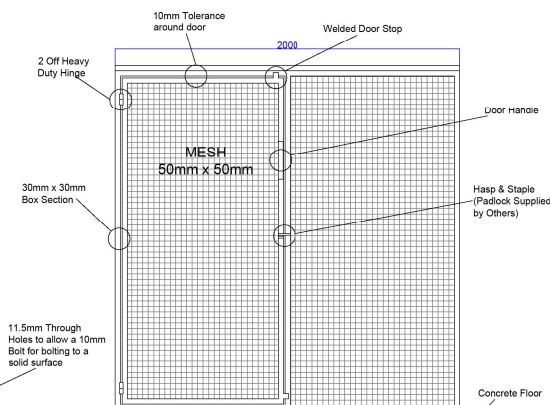 10mm Tolerance
around door
Welded Door Stop
2000
2 Off Heavy
Duty Hinge
Door Handle
MESH
50mm x 50mm
30mm x 30mm
Box Section
Hasp & Staple
(Padlock Supplied
by Others)
11.5mm Through
Holes to allow a 10mm
Bolt for bolting to a
solid surface
Concrete Floor